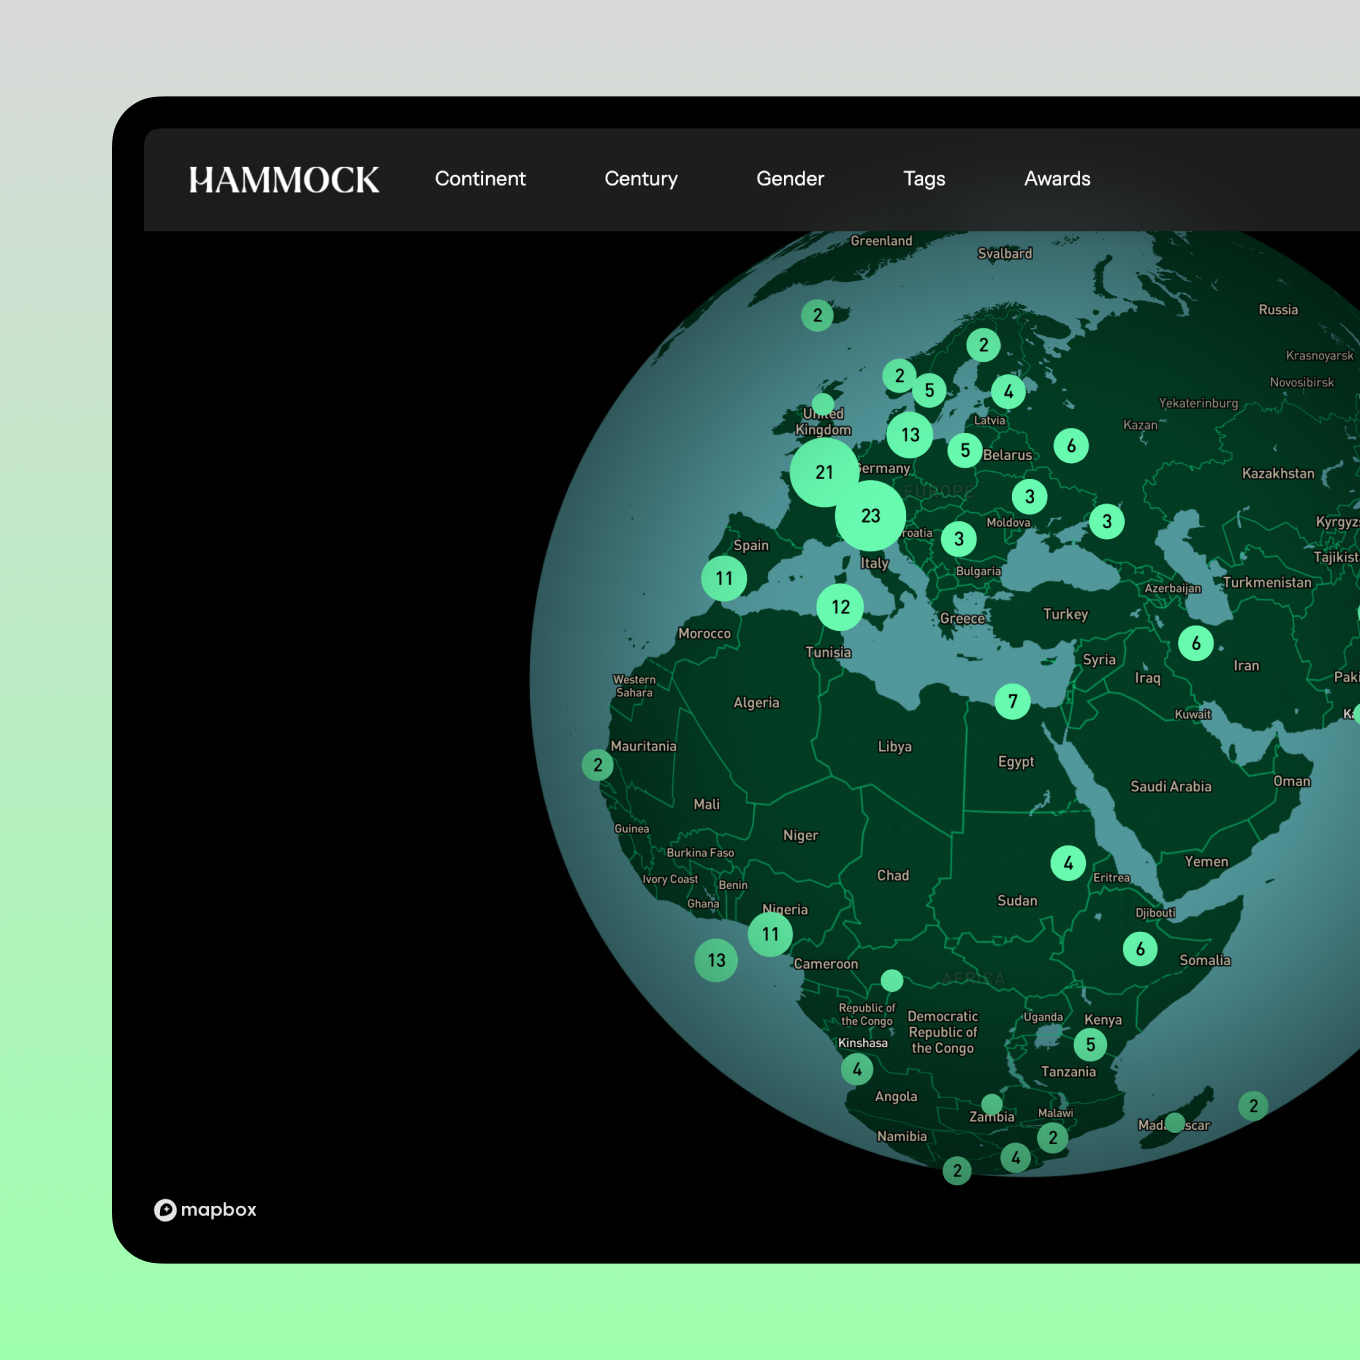 HAMMOCK Continent Century Gender Tags Awards
Greenland
Svalbard
Russia
2
2
Krasnoyarsk
2
5
4
Novosibirsk
Yekaterinburg
United
Kingdom
Latvia
Kazan
13
5
Belarus
6
21
Germany
Kazakhstan
EUROPE
3
23
Moldova
3
Spain
3
Italy
Bulgaria
11
Azerbaijan
Turkmenistan
12
Greece
Turkey
Morocco
Tunisia
6
Syria
Iran
Western
Sahara
Iraq
Algeria
7
Kuwait
Mauritania
Libya
2
Egypt
Saudi Arabia
Oman
Mali
Guinea
Niger
Burkina Faso
4
Yemen
Ivory Coast
Benin
Chad
Eritrea
Ghana
Nigeria
Sudan
Djibouti
11
6
13
Cameroon
Somalia
AFRICA
Republic of
the Congo
Democratic
Republic of
the Congo
Uganda
Kenya
Kinshasa
5
4
Tanzania
Angola
2
Zambia
Malawi
Namibia
2
4
2
mapbox